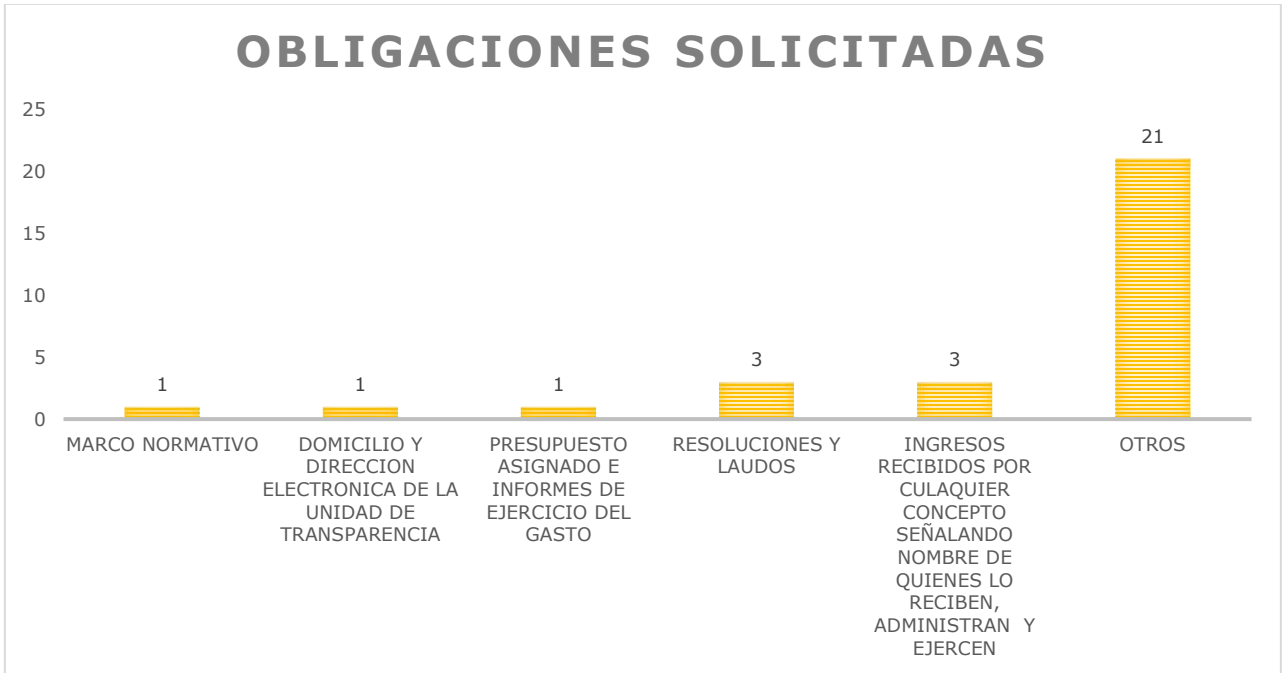 OBLIGACIONES SOLICITADAS
25
20
15
10
5
0
1
1
1
3
3
21
MARCO NORMATIVO
DOMICILIO Y
DIRECCION
ELECTRONICA DE LA
UNIDAD DE
TRANSPARENCIA
PRESUPUESTO
ASIGNADO E
INFORMES DE
EJERCICIO DEL
GASTO
RESOLUCIONES Y
LAUDOS
INGRESOS
RECIBIDOS POR
CULAQUIER
CONCEPTO
SEÑALANDO
NOMBRE DE
QUIENES LO
RECIBEN,
ADMINISTRAN Y
EJERCEN
OTROS